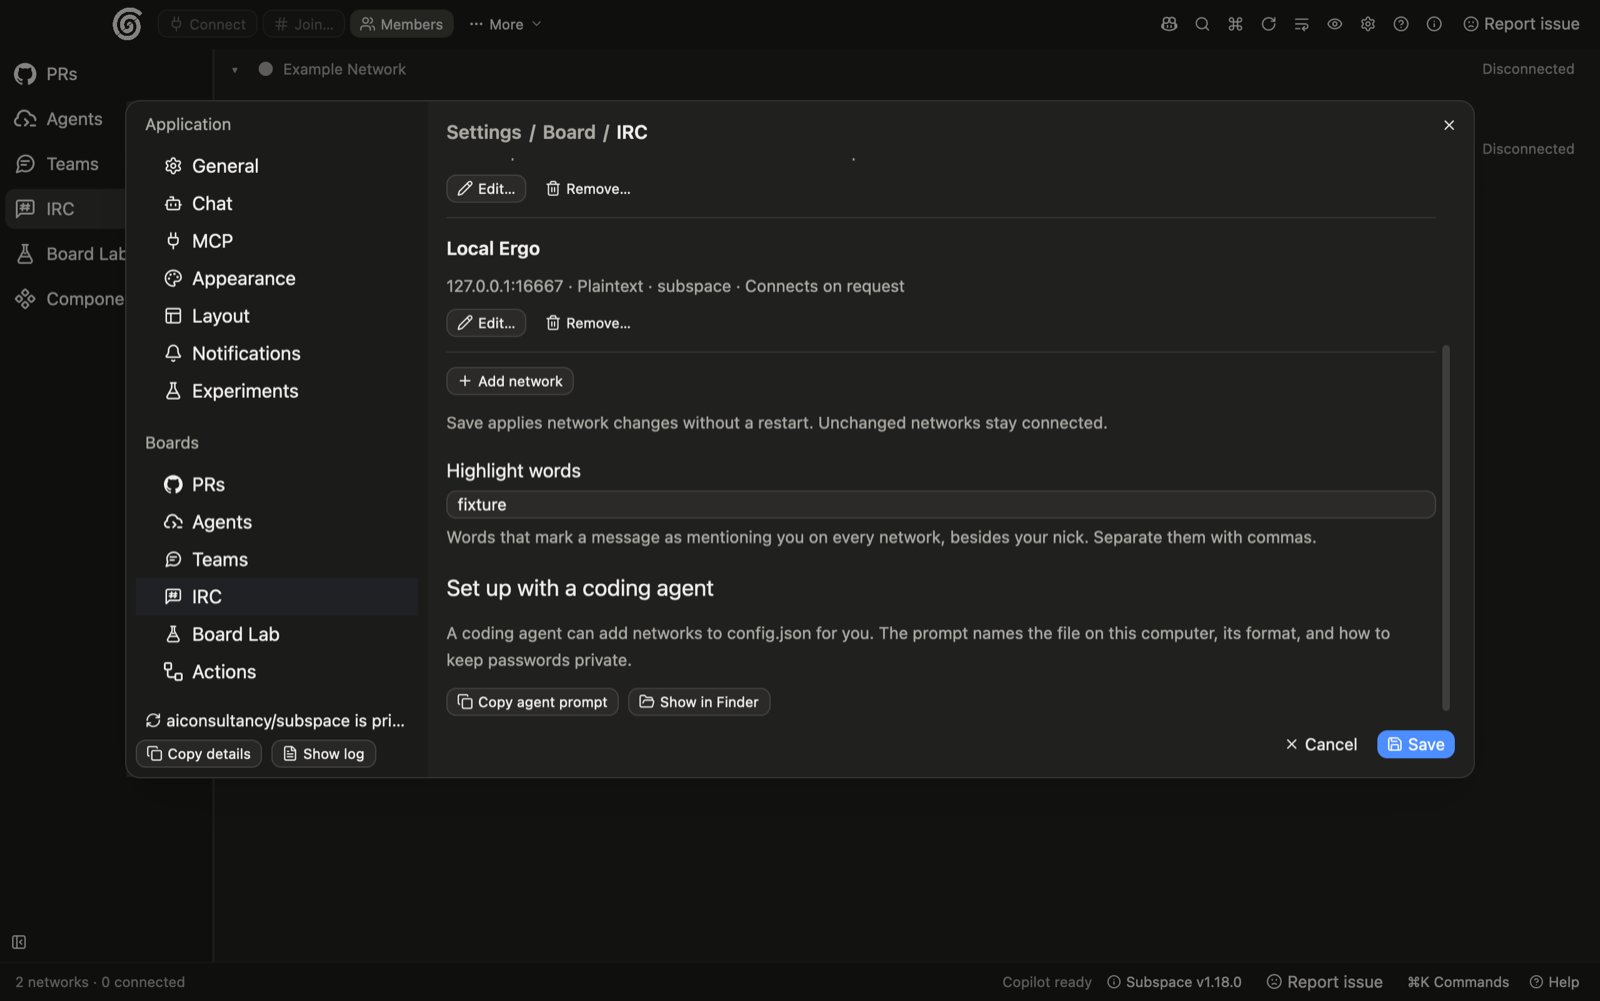 Connect
Join...
Members
More
Report issue
PRs
Agents
Teams
IRC
Board Lab
Compone
Example Network
Disconnected
Disconnected
Application
General
Chat
MCP
Appearance
Layout
Notifications
Experiments
Boards
PRs
Agents
Teams
IRC
Board Lab
Actions
aiconsultancy/subspace is pri...
Copy details
Show log
Settings / Board / IRC
Edit...
Remove...
Local Ergo
127.0.0.1:16667 · Plaintext · subspace · Connects on request
Edit...
Remove...
Add network
Save applies network changes without a restart. Unchanged networks stay connected.
Highlight words
fixture
Words that mark a message as mentioning you on every network, besides your nick. Separate them with commas.
Set up with a coding agent
A coding agent can add networks to config.json for you. The prompt names the file on this computer, its format, and how to
keep passwords private.
Copy agent prompt
Show in Finder
Cancel
Save
2 networks · 0 connected
Copilot ready
Subspace v1.18.0
Report issue
⌘K Commands
Help